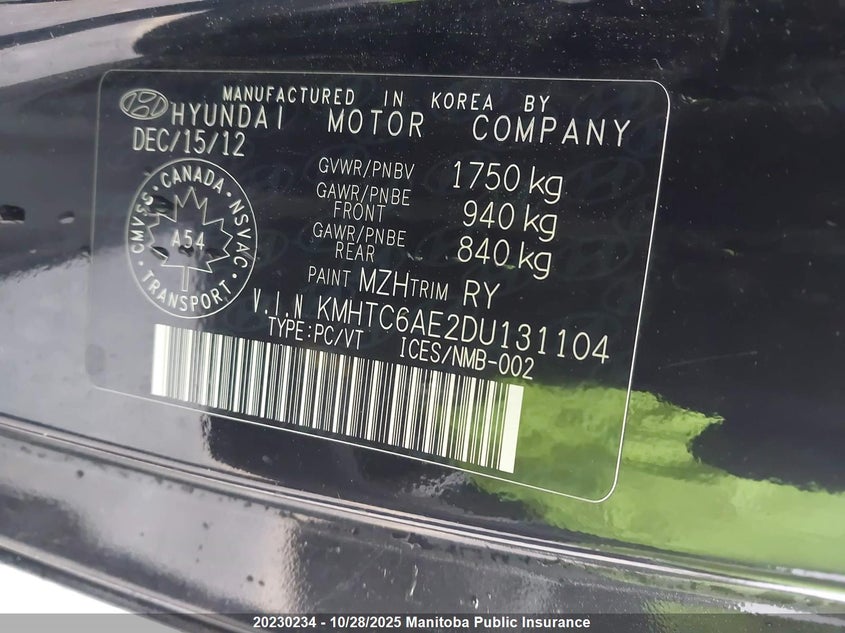 MANUFACTURED IN KOREA BY
HYUNDAI MOTOR COMPANY
DEC/15/12
GVWR/PNBV 1750 kg
GAWR/PNBE FRONT 940 kg
GAWR/PNBE REAR 840 kg
CANADA · NSVAC · TRANSPORT · CMVSS
A54
PAINT MZH TRIM RY
V.I.N KMHTC6AE2DU131104
TYPE:PC/VT ICES/NMB-002
20230234 - 10/28/2025 Manitoba Public Insurance